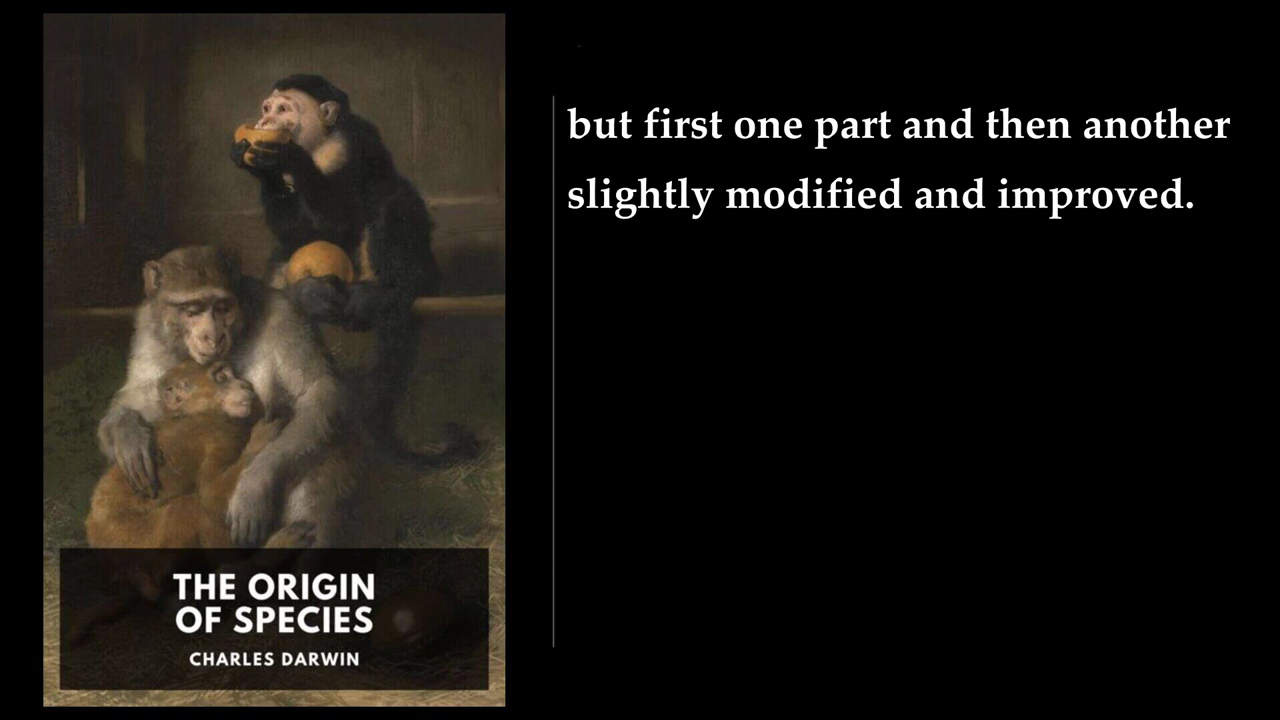 but first one part and then another
slightly modified and improved.
THE ORIGIN
OF SPECIES
CHARLES DARWIN